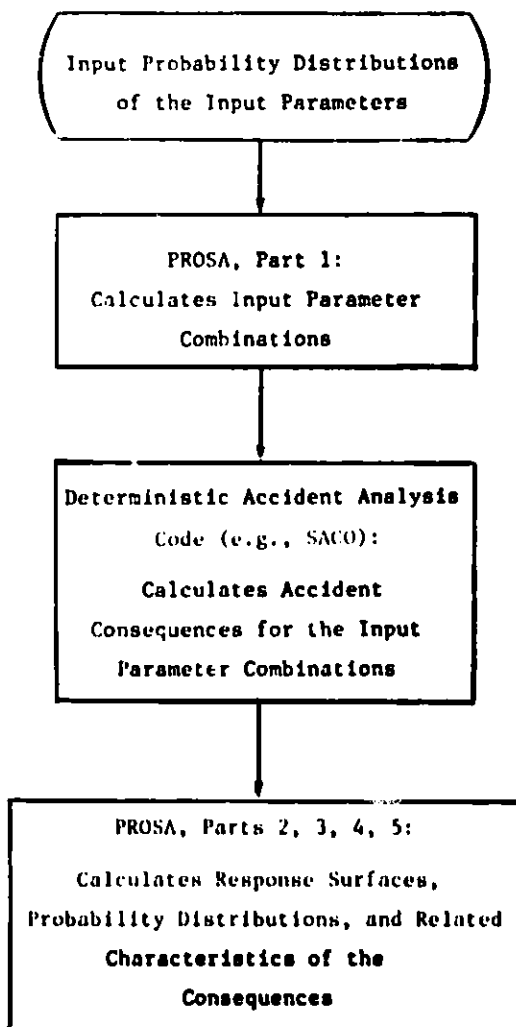 Input Probability Distributions
of the Input Parameters
PROSA, Part 1:
Calculates Input Parameter
Combinations
Deterministic Accident Analysis
Code (e.g., SACO):
Calculates Accident
Consequences for the Input
Parameter Combinations
PROSA, Parts 2, 3, 4, 5:
Calculates Response Surfaces,
Probability Distributions, and Related
Characteristics of the
Consequences